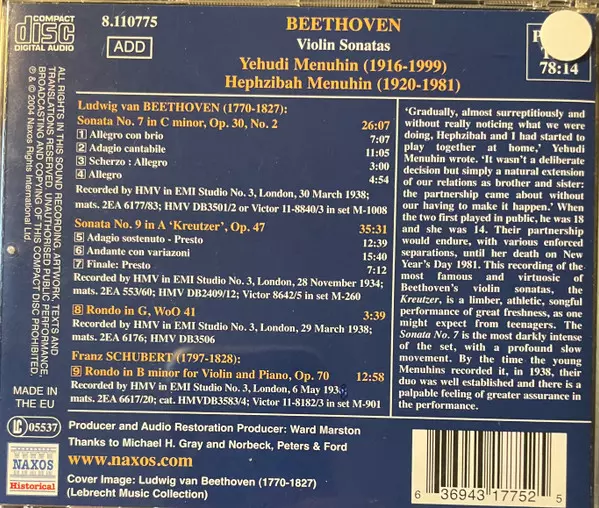 COMPACT
disc
DIGITAL AUDIO
8.110775
ADD
BEETHOVEN
Violin Sonatas
Yehudi Menuhin (1916-1999)
Hephzibah Menuhin (1920-1981)
78:14
ALL RIGHTS IN THIS SOUND RECORDING, ARTWORK, TEXTS AND
TRANSLATIONS RESERVED. UNAUTHORISED PUBLIC PERFORMANCE,
BROADCASTING AND COPYING OF THIS COMPACT DISC PROHIBITED.
℗ & © 2004 Naxos Rights International Ltd.
Ludwig van BEETHOVEN (1770-1827):
Sonata No. 7 in C minor, Op. 30, No. 2 26:07
1 Allegro con brio 7:07
2 Adagio cantabile 11:05
3 Scherzo : Allegro 3:00
4 Allegro 4:54
Recorded by HMV in EMI Studio No. 3, London, 30 March 1938;
mats. 2EA 6177/83; HMV DB3501/2 or Victor 11-8840/3 in set M-1008
Sonata No. 9 in A ‘Kreutzer’, Op. 47 35:31
5 Adagio sostenuto - Presto 12:39
6 Andante con variazoni 15:40
7 Finale: Presto 7:12
Recorded by HMV in EMI Studio No. 3, London, 28 November 1934;
mats. 2EA 553/60; HMV DB2409/12; Victor 8642/5 in set M-260
8 Rondo in G, WoO 41 3:39
Recorded by HMV in EMI Studio No. 3, London, 29 March 1938;
mats. 2EA 6176; HMV DB3506
Franz SCHUBERT (1797-1828):
9 Rondo in B minor for Violin and Piano, Op. 70 12:58
Recorded by HMV in EMI Studio No. 3, London, 6 May
mats. 2EA 6617/20; cat. HMVDB3583/4; Victor 11-8182/3 in set M-901
‘Gradually, almost surreptitiously and
without really noticing what we were
doing, Hephzibah and I had started to
play together at home,’ Yehudi
Menuhin wrote. ‘It wasn’t a deliberate
decision but simply a natural extension
of our relations as brother and sister:
the partnership came about without
our having to make it happen.’ When
the two first played in public, he was 18
and she was 14. Their partnership
would endure, with various enforced
separations, until her death on New
Year’s Day 1981. This recording of the
most famous and virtuosic of
Beethoven’s violin sonatas, the
Kreutzer, is a limber, athletic, songful
performance of great freshness, as one
might expect from teenagers. The
Sonata No. 7 is the most darkly intense
of the set, with a profound slow
movement. By the time the young
Menuhins recorded it, in 1938, their
duo was well established and there is a
palpable feeling of greater assurance in
the performance.
MADE IN
THE EU
LC 05537
NAXOS
Historical
Producer and Audio Restoration Producer: Ward Marston
Thanks to Michael H. Gray and Norbeck, Peters & Ford
www.naxos.com
Cover Image: Ludwig van Beethoven (1770-1827)
(Lebrecht Music Collection)
6 36943 17752 5